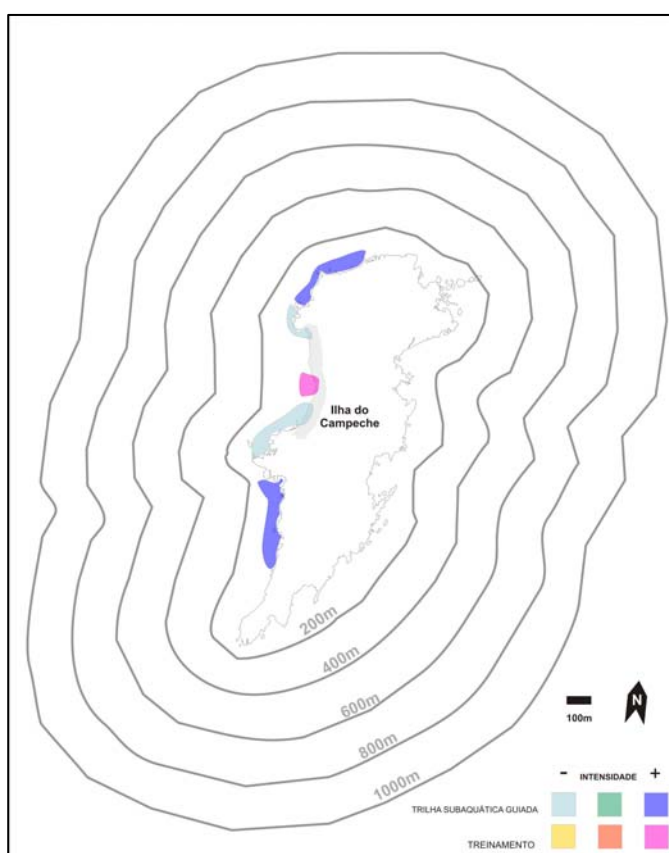 Ilha do
Campeche
200m
400m
600m
800m
1000m
N
100m
- INTENSIDADE +
TRILHA SUBAQUÁTICA GUIADA
TREINAMENTO